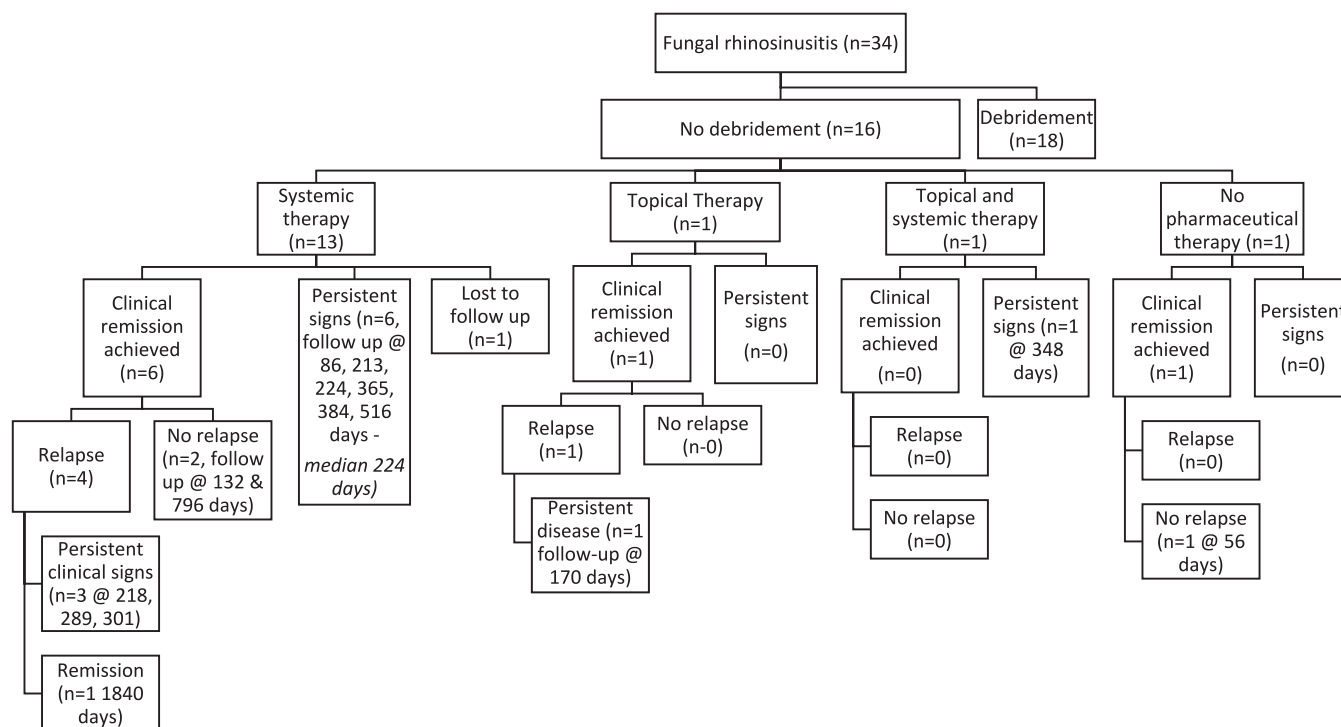 Fungal rhinosinusitis (n=34)
No debridement (n=16)
Debridement
(n=18)
Systemic
therapy
(n=13)
Topical Therapy
(n=1)
Topical and
systemic therapy
(n=1)
No
pharmaceutical
therapy (n=1)
Clinical
remission
achieved
(n=6)
Persistent
signs (n=6,
follow up @
86, 213,
224, 365,
384, 516
days -
median 224
days)
Lost to
follow up
(n=1)
Clinical
remission
achieved
(n=1)
Persistent
signs
(n=0)
Clinical
remission
achieved
(n=0)
Persistent
signs (n=1
@ 348
days)
Clinical
remission
achieved
(n=1)
Persistent
signs
(n=0)
Relapse
(n=4)
No relapse
(n=2, follow
up @ 132 &
796 days)
Relapse
(n=1)
No relapse
(n-0)
Relapse
(n=0)
Relapse
(n=0)
Persistent
clinical signs
(n=3 @ 218,
289, 301)
Persistent
disease (n=1
follow-up @
170 days)
No relapse
(n=0)
No relapse
(n=1 @ 56
days)
Remission
(n=1 1840
days)